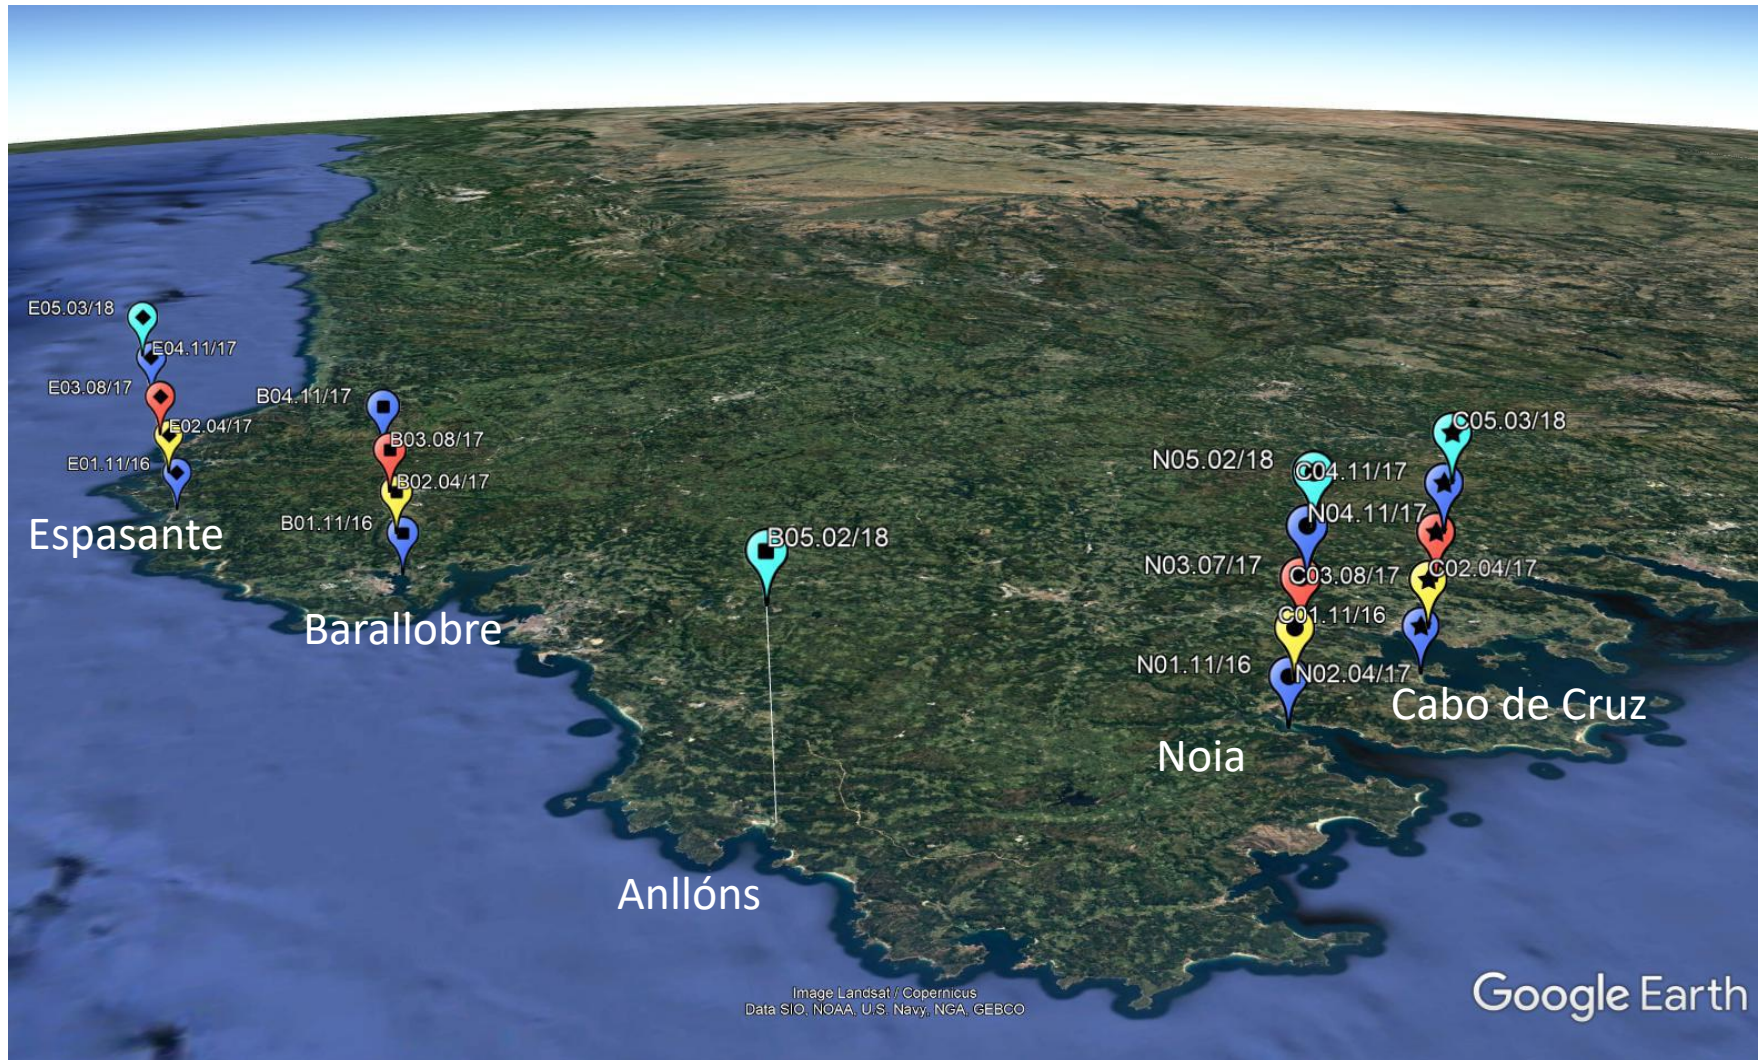 E05.03/18
E04.11/17
E03.08/17
E02.04/17
E01.11/16
Espasante
B04.11/17
B03.08/17
B02.04/17
B01.11/16
Barallobre
B05.02/18
Anllóns
N05.02/18
N04.11/17
N03.07/17
N02.04/17
N01.11/16
Noia
C05.03/18
C04.11/17
C03.08/17
C02.04/17
C01.11/16
Cabo de Cruz
Image Landsat / Copernicus
Data SIO, NOAA, U.S. Navy, NGA, GEBCO
Google Earth